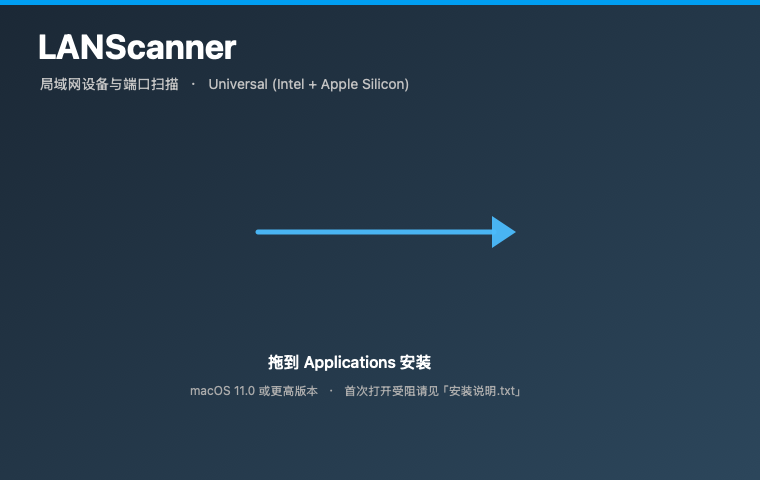 LANScanner
局域网设备与端口扫描 · Universal (Intel + Apple Silicon)
拖到 Applications 安装
macOS 11.0 或更高版本 · 首次打开受阻请见「安装说明.txt」